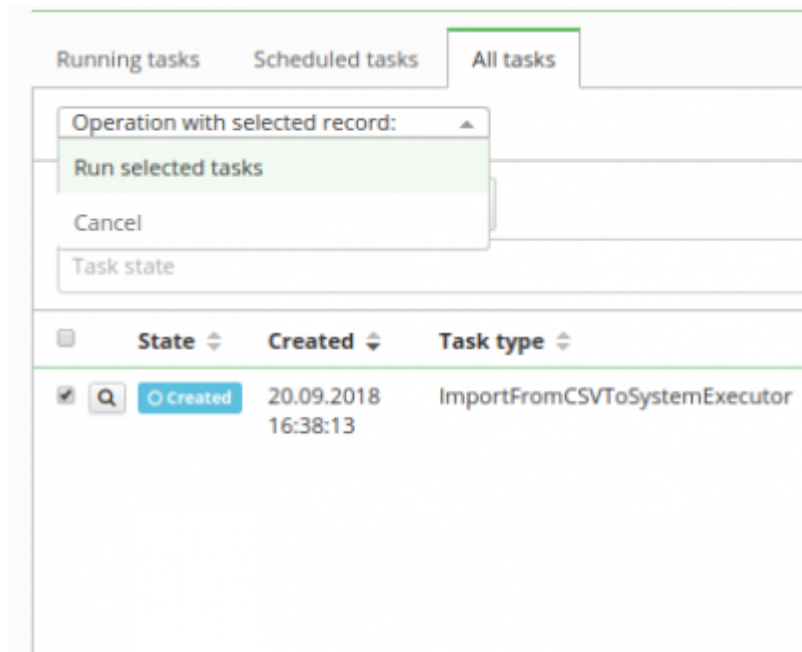 Running tasks Scheduled tasks All tasks
Operation with selected record:
Run selected tasks
Cancel
Task state
State Created Task type
Created 20.09.2018 ImportFromCSVToSystemExecutor
16:38:13